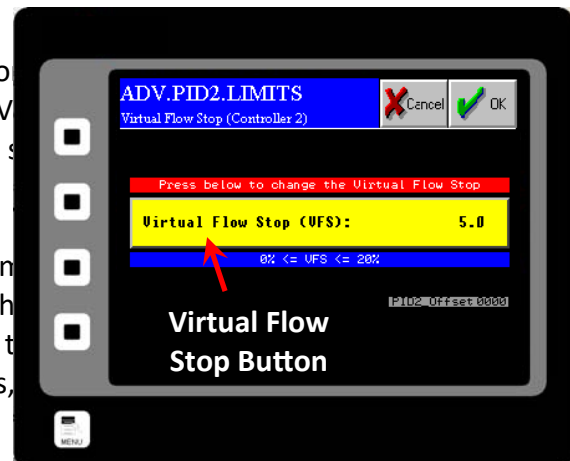 ADV.PID2.LIMITS
Virtual Flow Stop (Controller 2)
Cancel
OK
Press below to change the Virtual Flow Stop
Virtual Flow Stop (VFS): 5.0
0% <= VFS <= 20%
PID2_Offset 0000
Virtual Flow
Stop Button
MENU